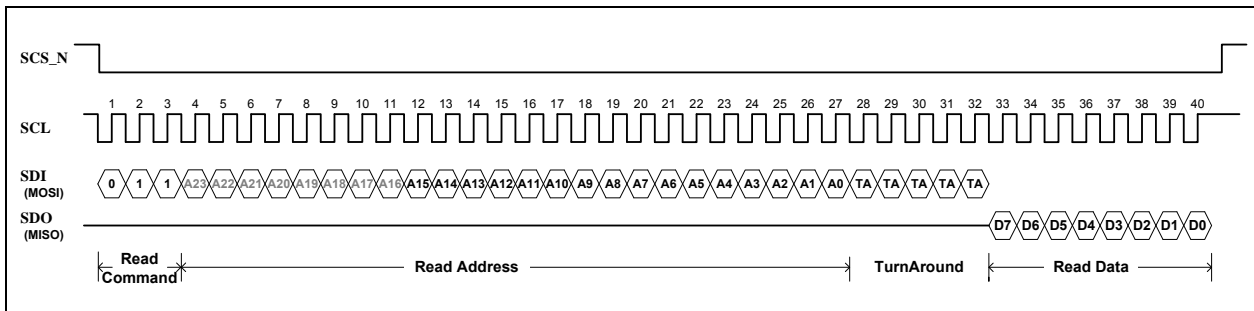 SCS_N
1 2 3 4 5 6 7 8 9 10 11 12 13 14 15 16 17 18 19 20 21 22 23 24 25 26 27 28 29 30 31 32 33 34 35 36 37 38 39 40
SCL
SDI
(MOSI)
0 1 1 A23 A22 A21 A20 A19 A18 A17 A16 A15 A14 A13 A12 A11 A10 A9 A8 A7 A6 A5 A4 A3 A2 A1 A0 TA TA TA TA TA
SDO
(MISO)
D7 D6 D5 D4 D3 D2 D1 D0
Read
Command
Read Address
TurnAround
Read Data